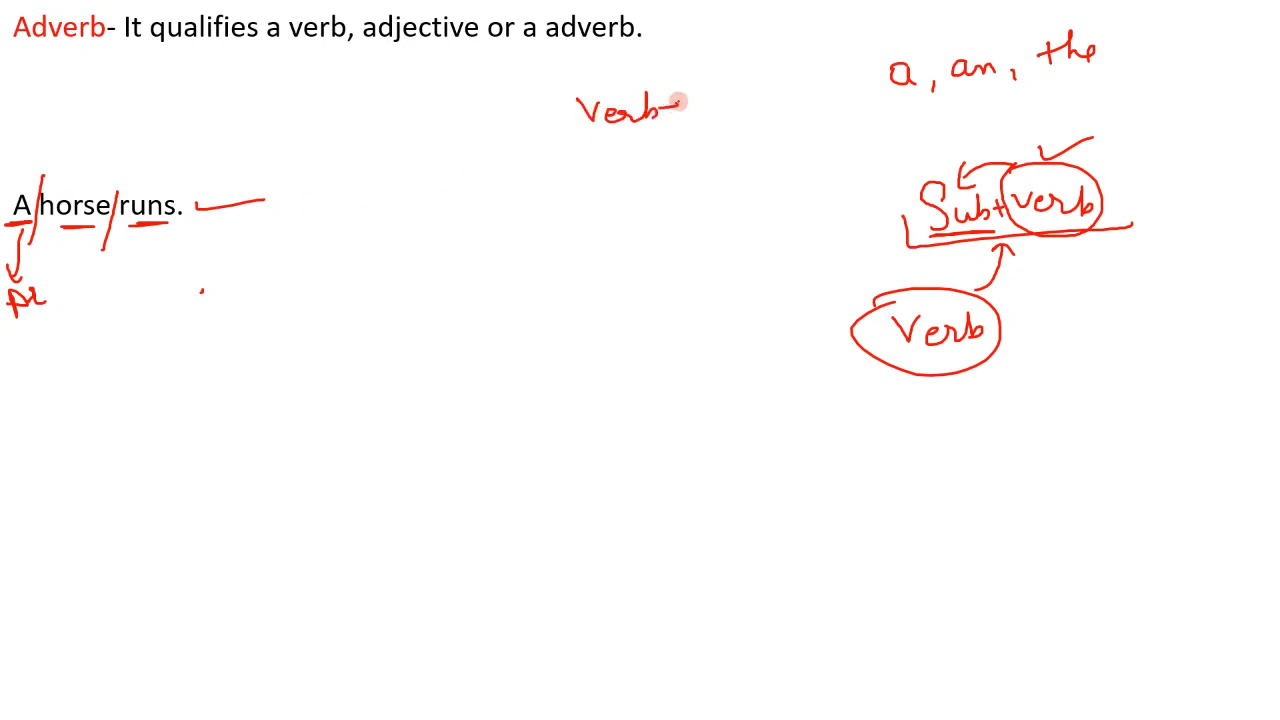 Adverb- It qualifies a verb, adjective or a adverb.
a, an, the
Verb-
Sub+ verb
A horse runs.
Verb